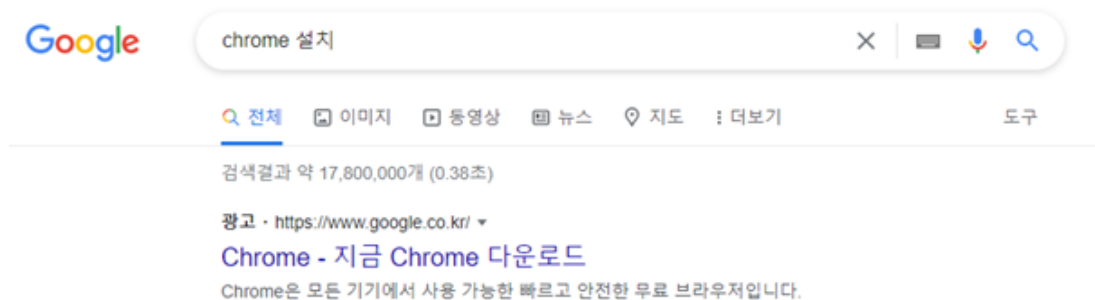 Google chrome 설치
전체 이미지 동영상 뉴스 지도 더보기 도구
검색결과 약 17,800,000개 (0.38초)
광고 · https://www.google.co.kr/
Chrome - 지금 Chrome 다운로드
Chrome은 모든 기기에서 사용 가능한 빠르고 안전한 무료 브라우저입니다.